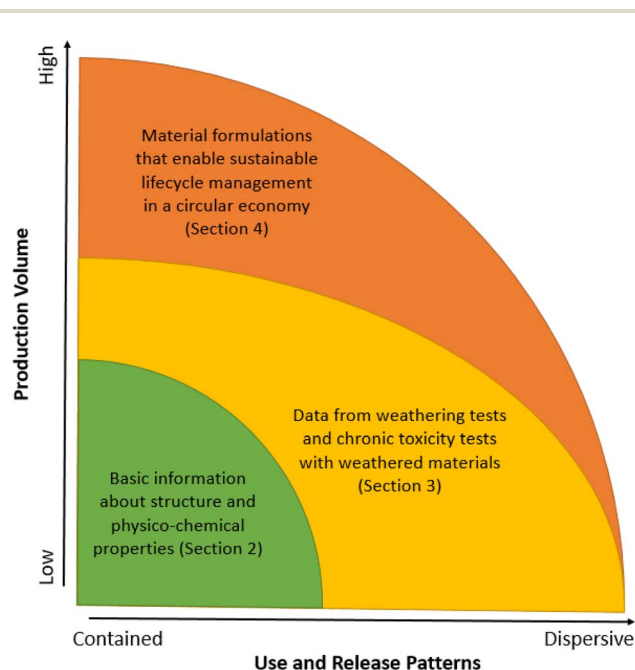 High
Material formulations
that enable sustainable
lifecycle management
in a circular economy
(Section 4)
Production Volume
Data from weathering tests
and chronic toxicity tests
with weathered materials
(Section 3)
Basic information
about structure and
physico-chemical
properties (Section 2)
Low
Contained
Dispersive
Use and Release Patterns